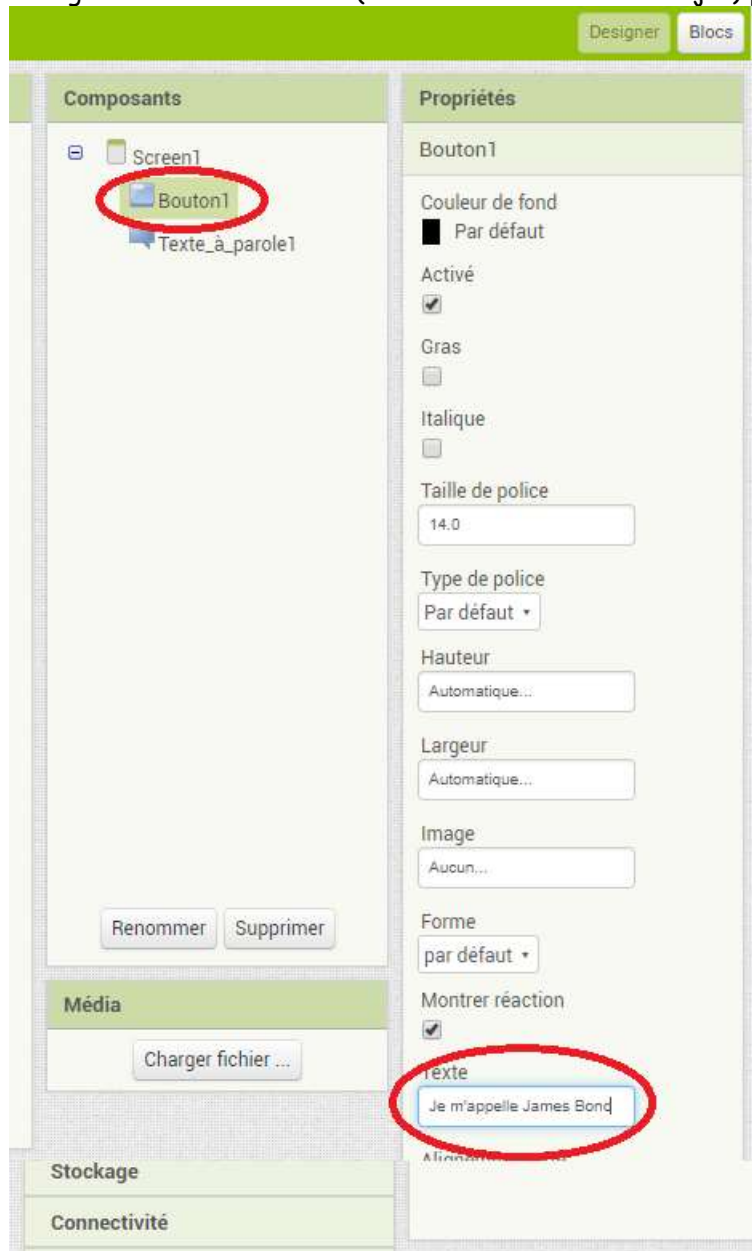 Designer Blocs
Composants
Screen1
Bouton1
Texte_à_parole1
Renommer Supprimer
Média
Charger fichier ...
Stockage
Connectivité
Propriétés
Bouton1
Couleur de fond
Par défaut
Activé
Gras
Italique
Taille de police
14.0
Type de police
Par défaut
Hauteur
Automatique...
Largeur
Automatique...
Image
Aucun...
Forme
par défaut
Montrer réaction
Texte
Je m'appelle James Bond